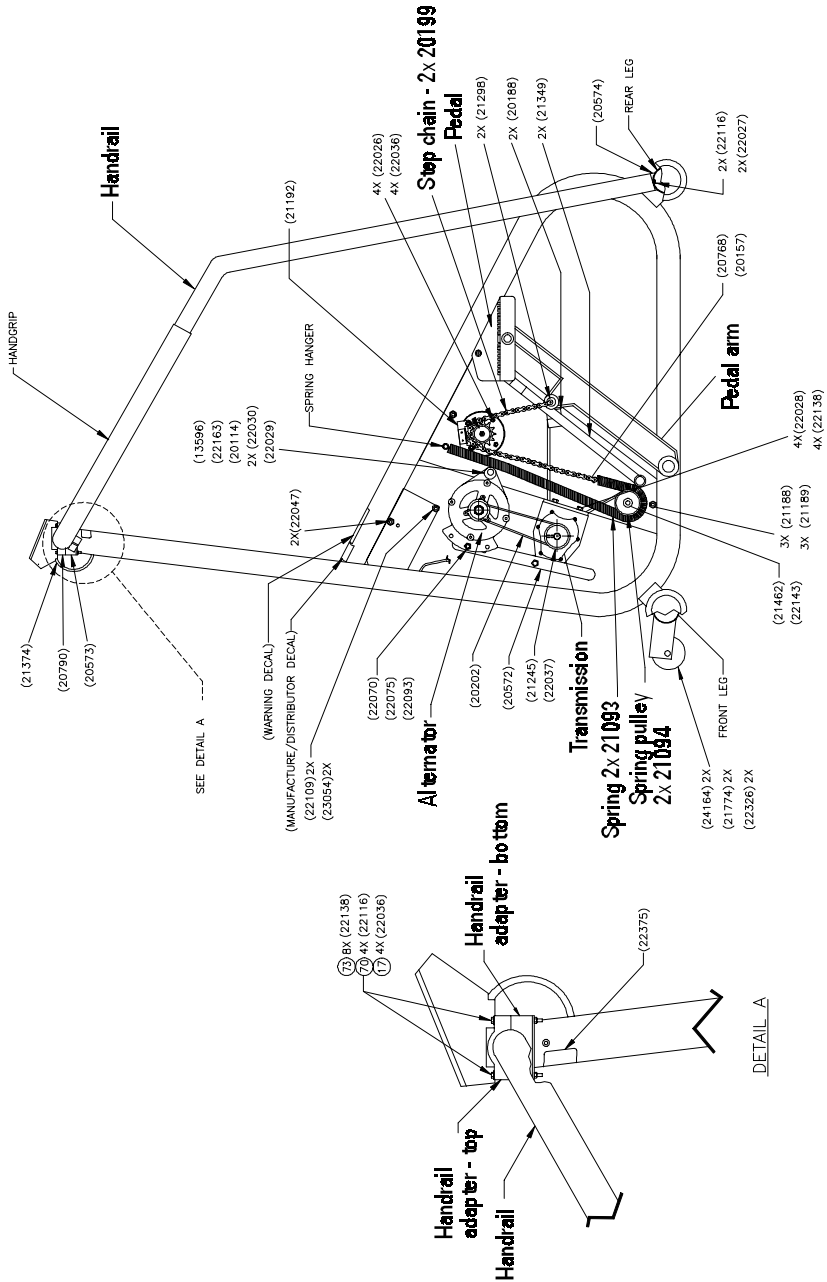 HANDGRIP
Handrail
(21374)
(20790)
(20573)
SEE DETAIL A
(13596)
(22163)
(20114)
2X (22030)
(22029)
SPRING HANGER
(21192)
4X (22026)
4X (22036)
Step chain - 2x 20199
Pedal
2X (21298)
2X (20188)
2X (21349)
(20574)
REAR LEG
2X (22116)
2X(22027)
(20768)
(20157)
Pedal arm
4X(22028)
4X (22138)
3X (21188)
3X (21189)
(21462)
(22143)
2X(22047)
(WARNING DECAL)
(MANUFACTURE/DISTRIBUTOR DECAL)
(22109)2X
(23054)2X
(22070)
(22075)
(22093)
Alternator
(20202)
(20572)
(21245)
(22037)
Transmission
Spring 2x 21093
Spring pulley
2x 21094
FRONT LEG
(24164) 2X
(21774) 2X
(22326) 2X
73 8X (22138)
70 4X (22116)
17 4X (22036)
Handrail
adapter - bottom
(22375)
Handrail
adapter - top
Handrail
DETAIL A